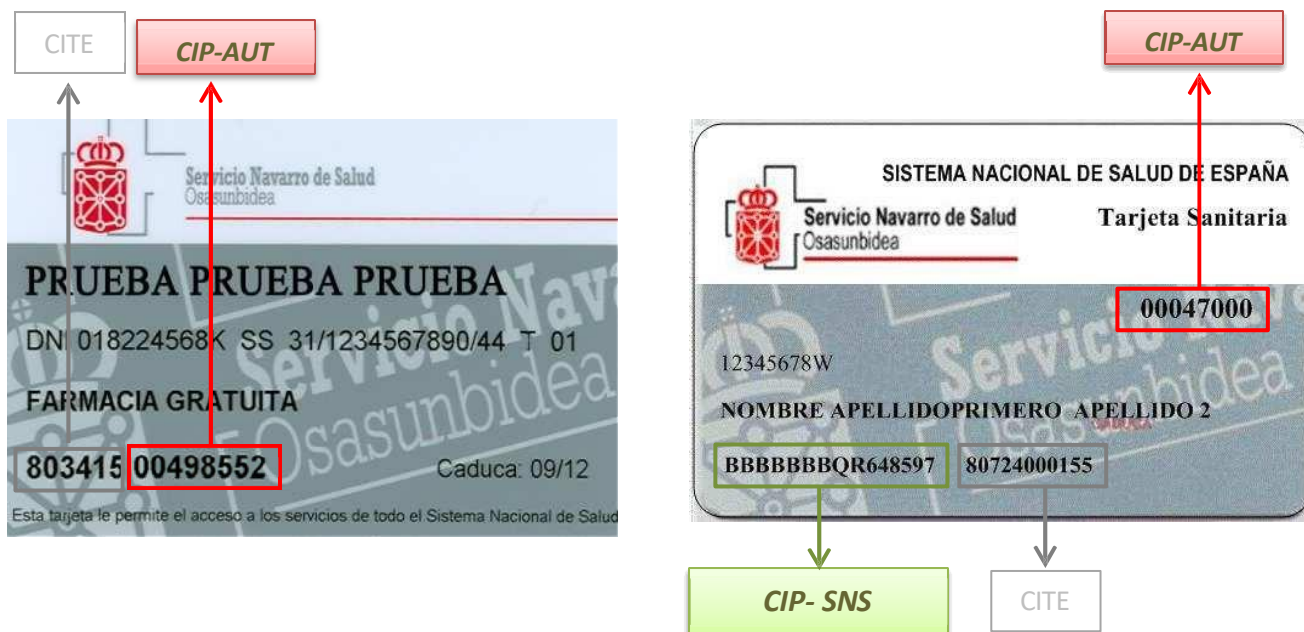 CITE
CIP-AUT
Servicio Navarro de Salud
Osasunbidea
PRUEBA PRUEBA PRUEBA
DNI 018224568K SS 31/1234567890/44 T 01
FARMACIA GRATUITA
803415 00498552
Caduca: 09/12
Esta tarjeta le permite el acceso a los servicios de todo el Sistema Nacional de Salud
Servicio Nava
Osasunbidea
CIP-AUT
SISTEMA NACIONAL DE SALUD DE ESPAÑA
Servicio Navarro de Salud
Osasunbidea
Tarjeta Sanitaria
00047000
12345678W
NOMBRE APELLIDOPRIMERO APELLIDO 2
BBBBBBBQR648597 80724000155
Servicio Nava
Osasunbidea
CIP- SNS
CITE